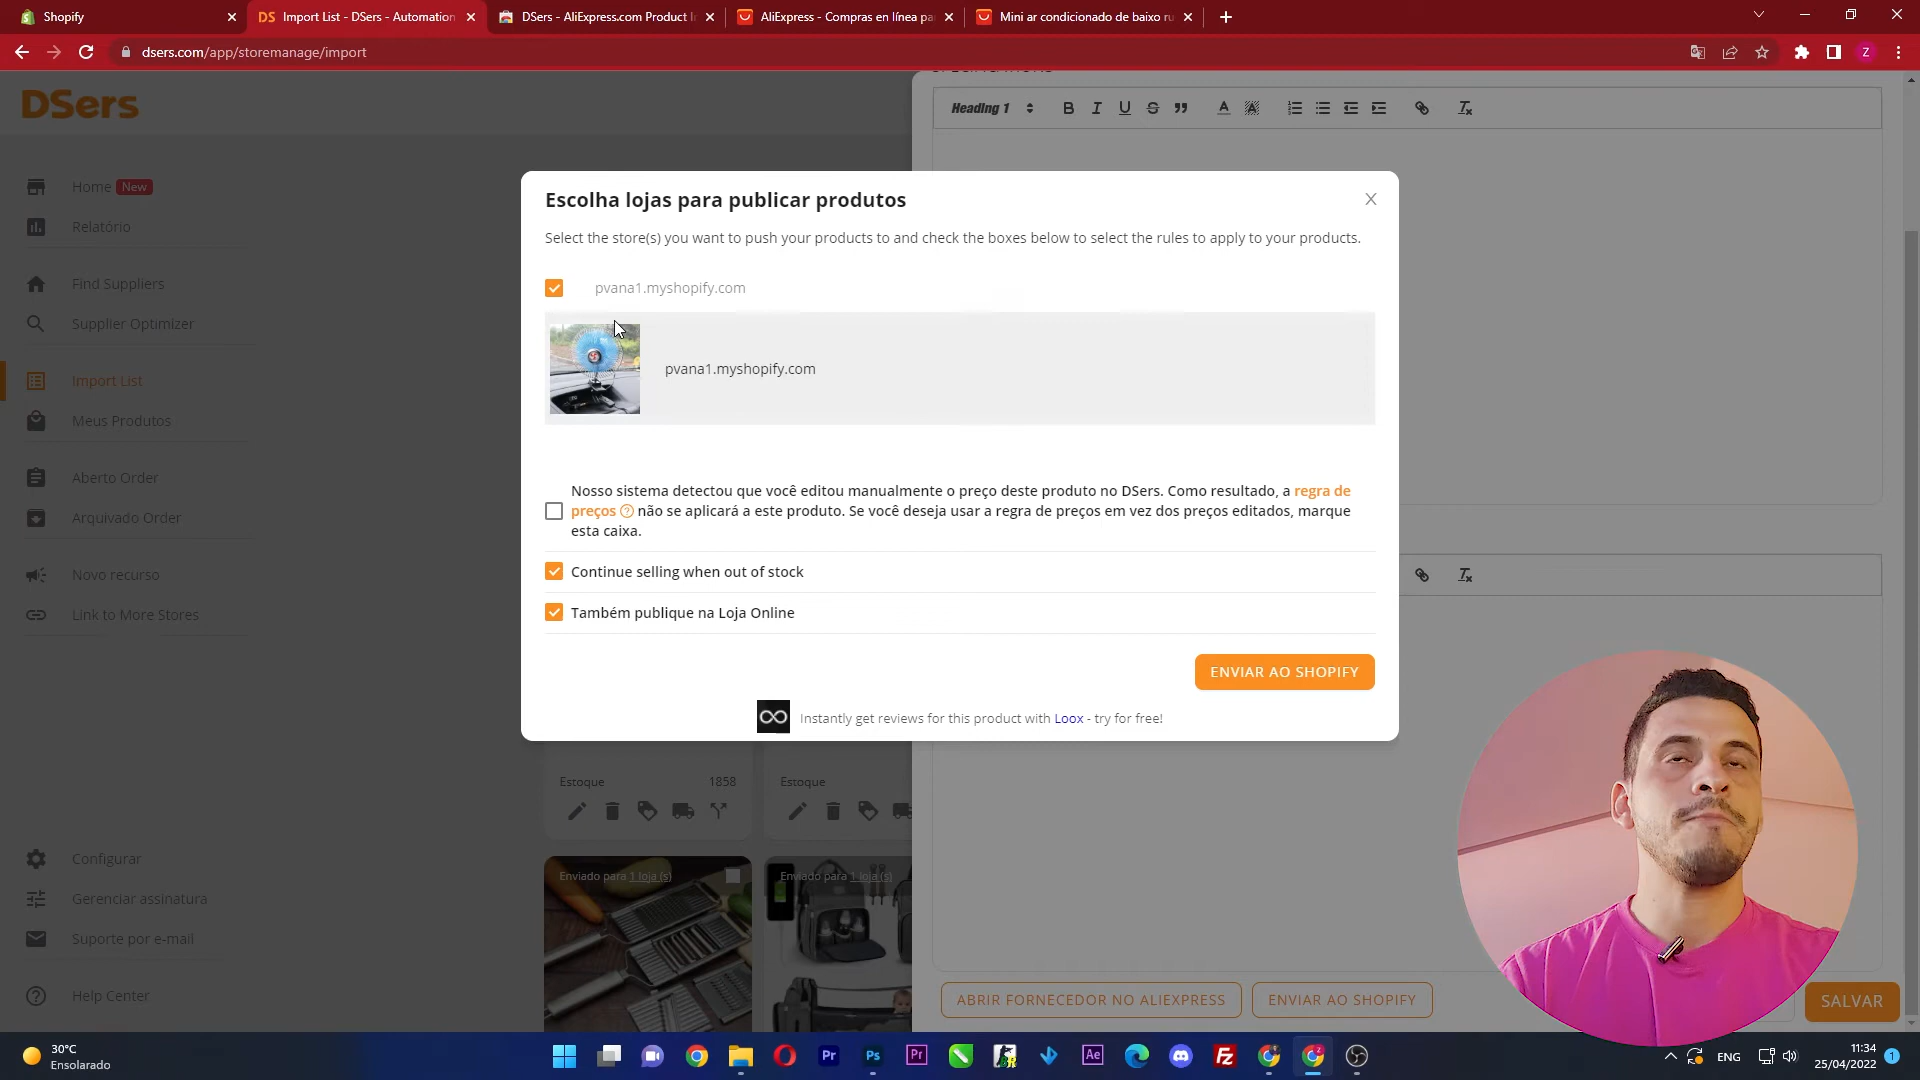 Shopify
DS Import List - DSers - Automation
DSers - AliExpress.com Product I
AliExpress - Compras en línea pa
Mini ar condicionado de baixo ru
dsers.com/app/storemanage/import
Z
DSers
Home New
Relatório
Find Suppliers
Supplier Optimizer
Import List
Meus Produtos
Aberto Order
Arquivado Order
Novo recurso
Link to More Stores
Configurar
Gerenciar assinatura
Suporte por e-mail
Help Center
Heading 1
B I U S
Escolha lojas para publicar produtos
Select the store(s) you want to push your products to and check the boxes below to select the rules to apply to your products.
pvana1.myshopify.com
pvana1.myshopify.com
Nosso sistema detectou que você editou manualmente o preço deste produto no DSers. Como resultado, a regra de
preços não se aplicará a este produto. Se você deseja usar a regra de preços em vez dos preços editados, marque
esta caixa.
Continue selling when out of stock
Também publique na Loja Online
ENVIAR AO SHOPIFY
Instantly get reviews for this product with Loox - try for free!
Estoque 1858
Estoque
Enviado para 1 loja (s)
Enviado para 1 loja (s)
ABRIR FORNECEDOR NO ALIEXPRESS
ENVIAR AO SHOPIFY
SALVAR
30°C
Ensolarado
Pr
Ps
Pr
Ae
Fz
ENG
11:34
25/04/2022
1